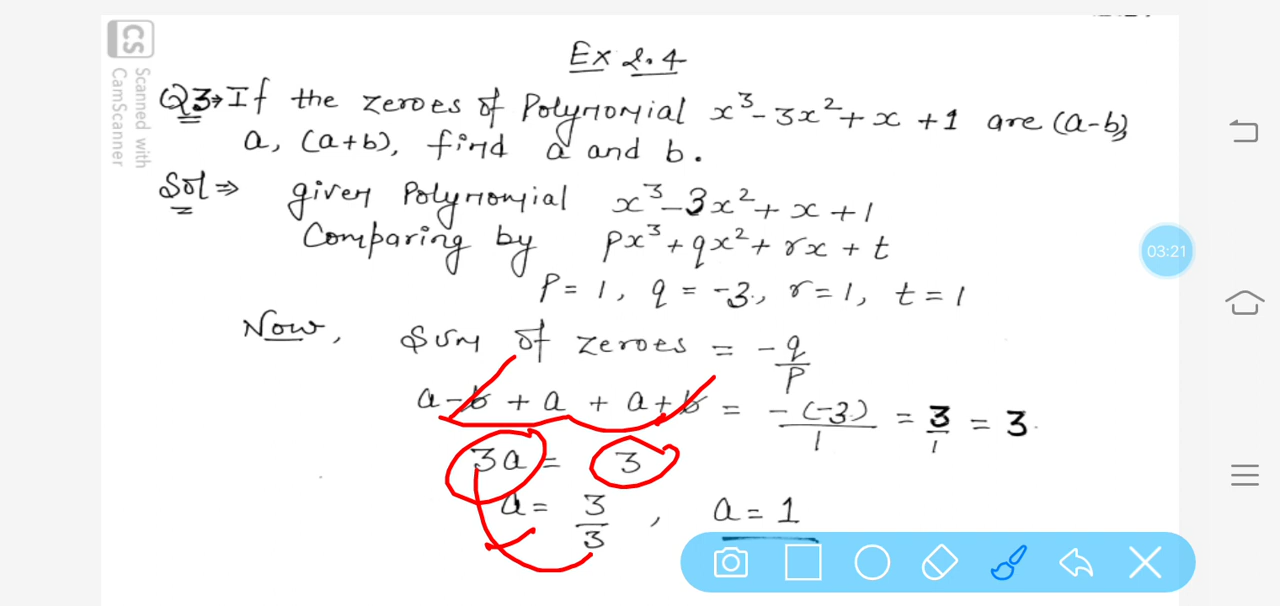 CS
Scanned with
CamScanner
Ex 2.4
Q3→ If the zeroes of Polynomial x³-3x²+x+1 are (a-b),
a, (a+b), find a and b.
Sol ⇒ given Polynomial x³-3x²+x+1
Comparing by px³+qx²+rx+t
P=1, q=-3, r=1, t=1
Now, Sum of zeroes = -q/P
a-b+a+a+b = -(-3)/1 = 3/1 = 3
3a = 3
a = 3/3, a = 1
03:21